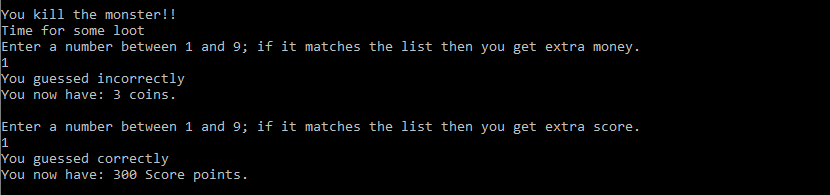 You kill the monster!!
Time for some loot
Enter a number between 1 and 9; if it matches the list then you get extra money.
1
You guessed incorrectly
You now have: 3 coins.
Enter a number between 1 and 9; if it matches the list then you get extra score.
1
You guessed correctly
You now have: 300 Score points.